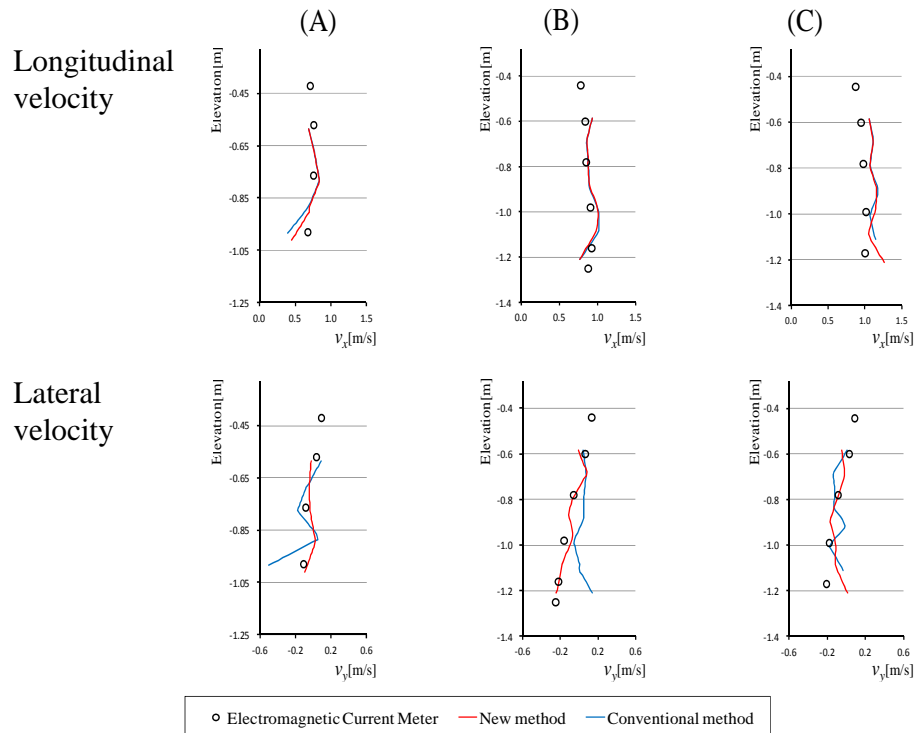 (A)
(B)
(C)
Longitudinal
velocity
Elevation[m]
-0.45
-0.65
-0.85
-1.05
-1.25
0.0 0.5 1.0 1.5
vx[m/s]
Elevation[m]
-0.4
-0.6
-0.8
-1.0
-1.2
-1.4
0.0 0.5 1.0 1.5
vx[m/s]
Elevation[m]
-0.4
-0.6
-0.8
-1.0
-1.2
-1.4
0.0 0.5 1.0 1.5
vx[m/s]
Lateral
velocity
Elevation[m]
-0.45
-0.65
-0.85
-1.05
-1.25
-0.6 -0.2 0.2 0.6
vy[m/s]
Elevation[m]
-0.4
-0.6
-0.8
-1.0
-1.2
-1.4
-0.6 -0.2 0.2 0.6
vy[m/s]
Elevation[m]
-0.4
-0.6
-0.8
-1.0
-1.2
-1.4
-0.6 -0.2 0.2 0.6
vy[m/s]
Electromagnetic Current Meter New method Conventional method